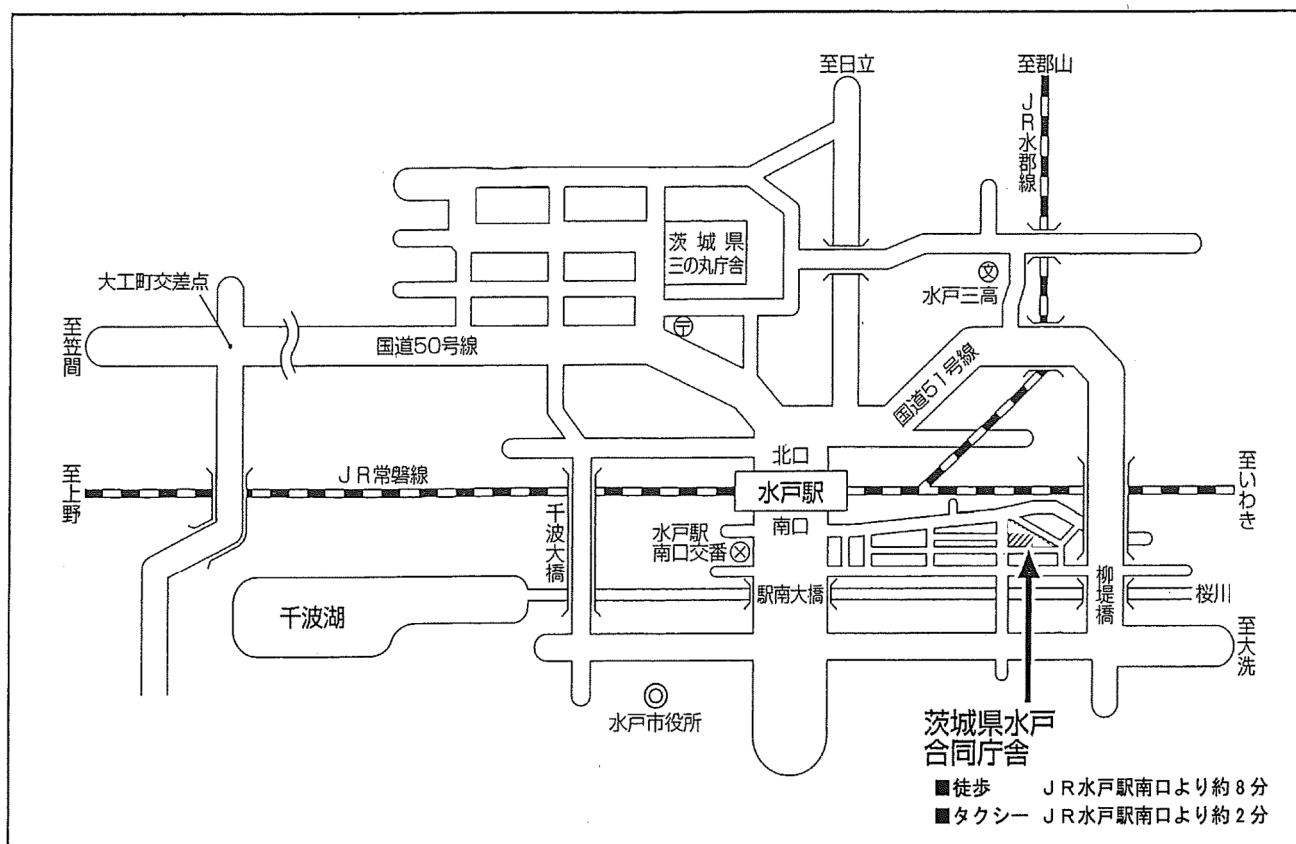 至日立
至郡山
JR水郡線
茨城県
三の丸庁舎
文
水戸三高
大工町交差点
至笠間
国道50号線
〒
国道51号線
北口
至上野
JR常磐線
水戸駅
至いわき
南口
水戸駅
南口交番
千波大橋
駅南大橋
柳堤橋
桜川
千波湖
至大洗
水戸市役所
茨城県水戸
合同庁舎
■徒歩 JR水戸駅南口より約8分
■タクシー JR水戸駅南口より約2分